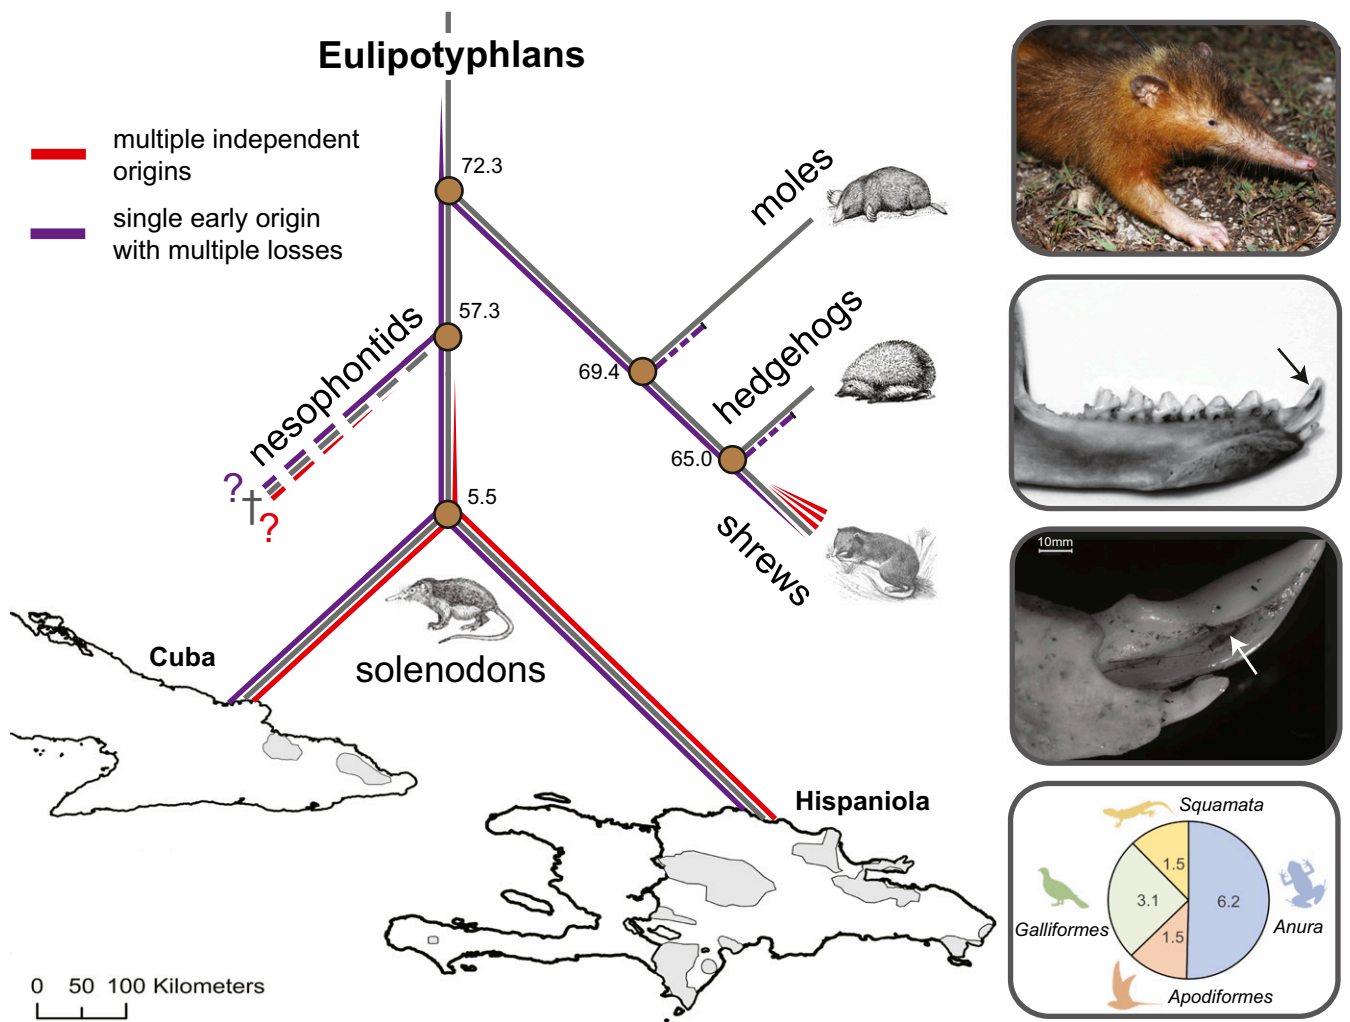 Eulipotyphlans
multiple independent
origins
single early origin
with multiple losses
72.3
57.3
69.4
65.0
5.5
moles
hedgehogs
shrews
nesophontids
?
†
?
solenodons
Cuba
Hispaniola
0 50 100 Kilometers
10mm
Squamata
1.5
3.1
6.2
1.5
Galliformes
Anura
Apodiformes